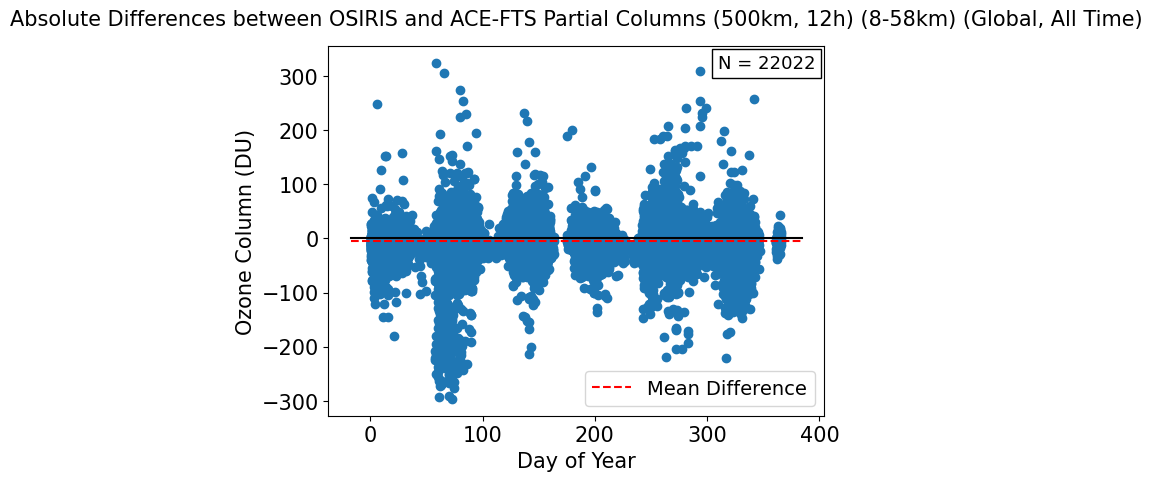 Absolute Differences between OSIRIS and ACE-FTS Partial Columns (500km, 12h) (8-58km) (Global, All Time)
N = 22022
300
200
100
0
−100
−200
−300
Ozone Column (DU)
Mean Difference
0 100 200 300 400
Day of Year